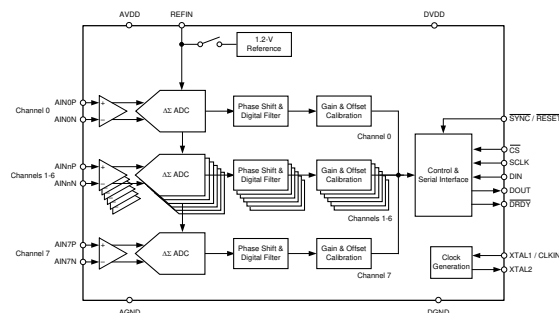 AVDD
REFIN
DVDD
1.2-V
Reference
Channel 0
AIN0P
AIN0N
+
−
ΔΣ ADC
Phase Shift &
Digital Filter
Gain & Offset
Calibration
Channel 0
SYNC / RESET
Channels 1-6
AINnP
AINnN
+
−
ΔΣ ADC
Phase Shift &
Digital Filter
Gain & Offset
Calibration
Channels 1-6
Control &
Serial Interface
CS
SCLK
DIN
DOUT
DRDY
Channel 7
AIN7P
AIN7N
+
−
ΔΣ ADC
Phase Shift &
Digital Filter
Gain & Offset
Calibration
Channel 7
Clock
Generation
XTAL1 / CLKIN
XTAL2
AGND
DGND